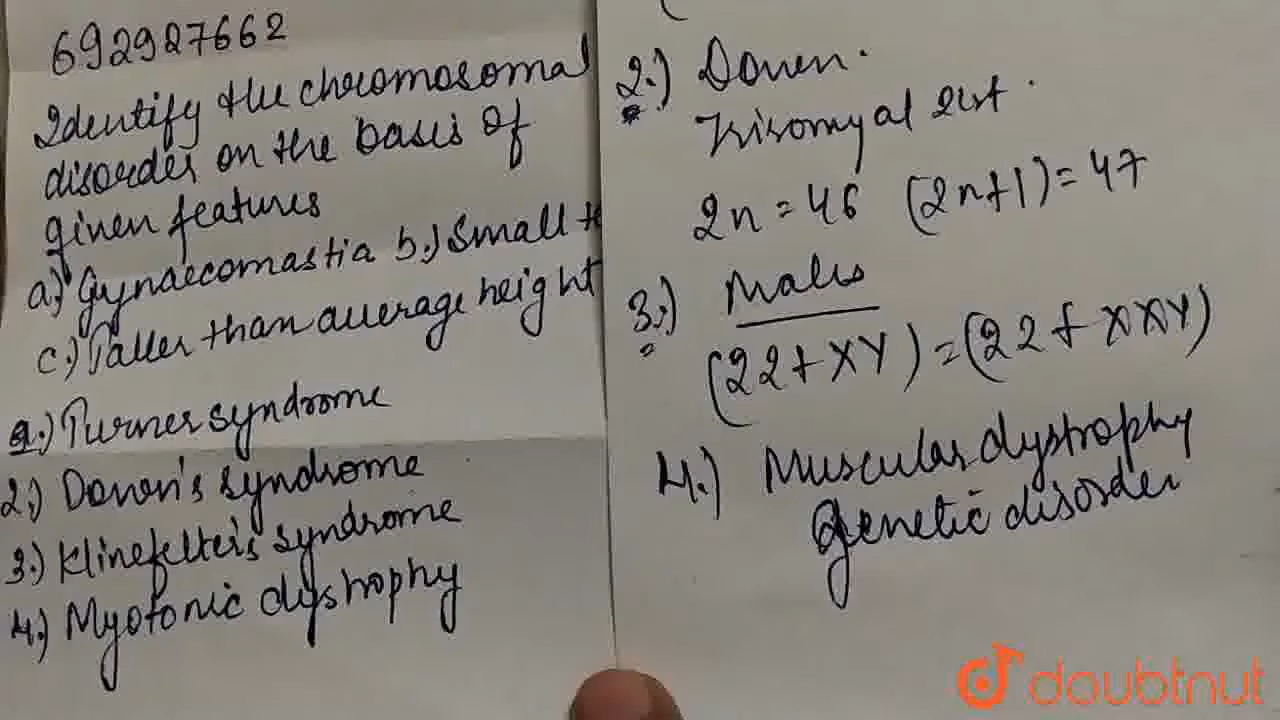 692927662
Identify the chromosomal
disorder on the basis of
given features
a.) Gynaecomastia b.) Small
c.) Taller than average height
1.) Turner syndrome
2.) Down's syndrome
3.) Klinefelter's syndrome
4.) Myotonic dystrophy
2.) Down.
Trisomy at 21st.
2n = 46 (2n+1) = 47
3.) Males
(22+XY) = (22+XXY)
4.) Muscular dystrophy
genetic disorder
doubtnut